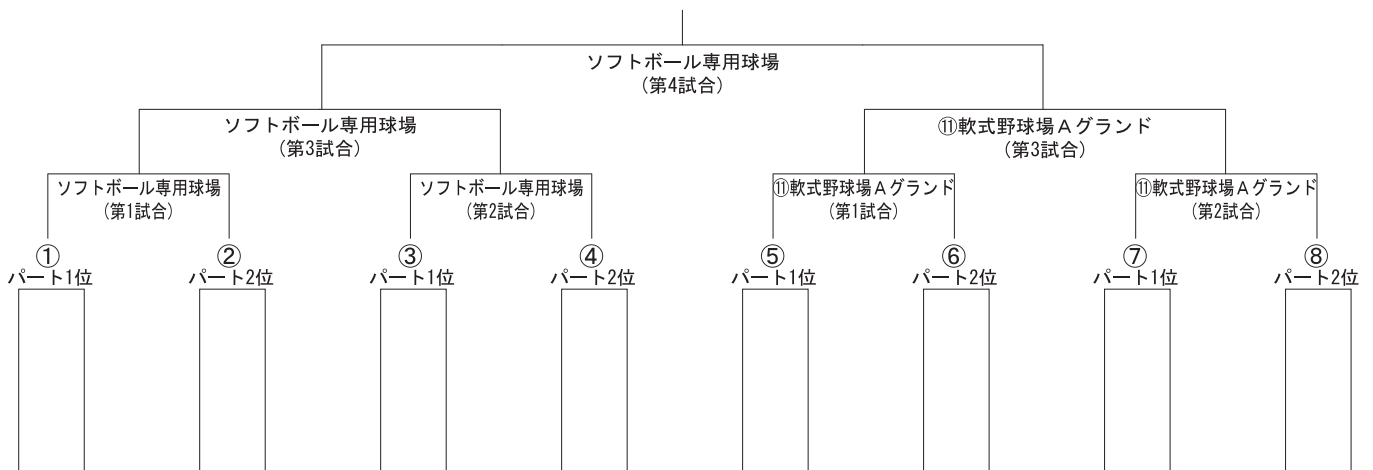 ソフトボール専用球場
(第4試合)
ソフトボール専用球場
(第3試合)
⑪軟式野球場Aグランド
(第3試合)
ソフトボール専用球場
(第1試合)
ソフトボール専用球場
(第2試合)
⑪軟式野球場Aグランド
(第1試合)
⑪軟式野球場Aグランド
(第2試合)
①
パート1位
②
パート2位
③
パート1位
④
パート2位
⑤
パート1位
⑥
パート2位
⑦
パート1位
⑧
パート2位